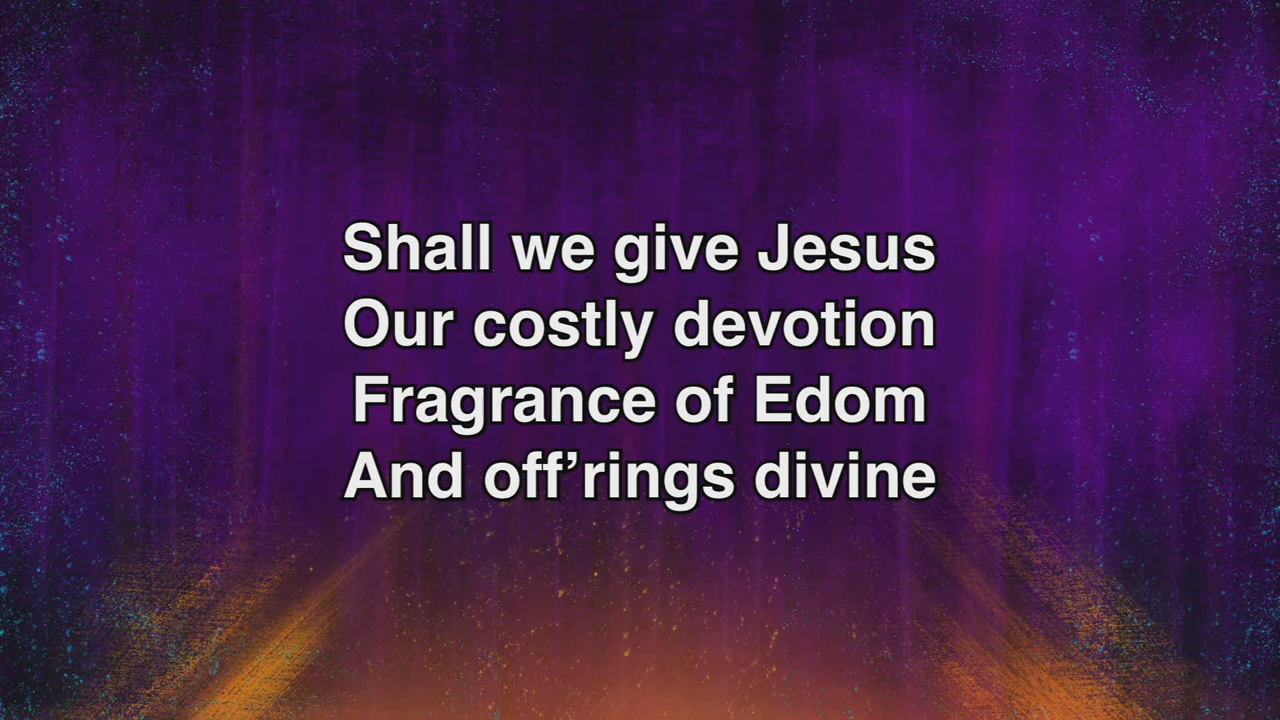 Shall we give Jesus
Our costly devotion
Fragrance of Edom
And off’rings divine